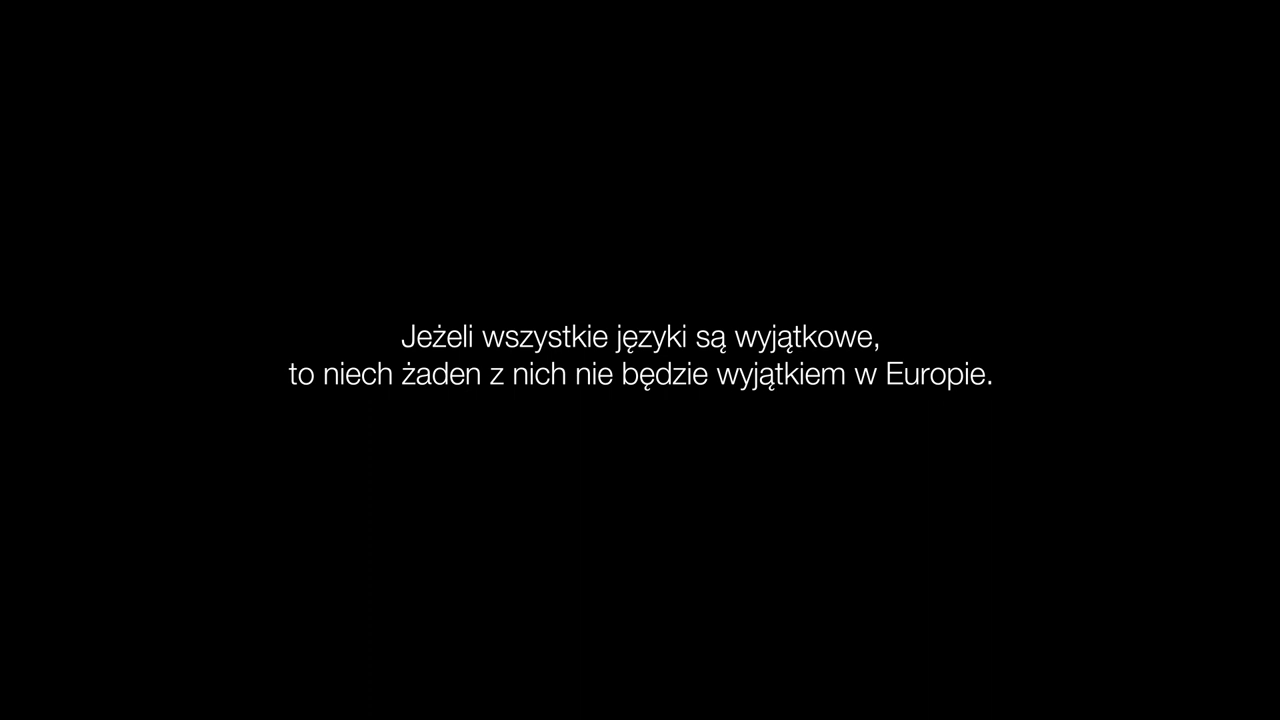 Jeżeli wszystkie języki są wyjątkowe,
to niech żaden z nich nie będzie wyjątkiem w Europie.